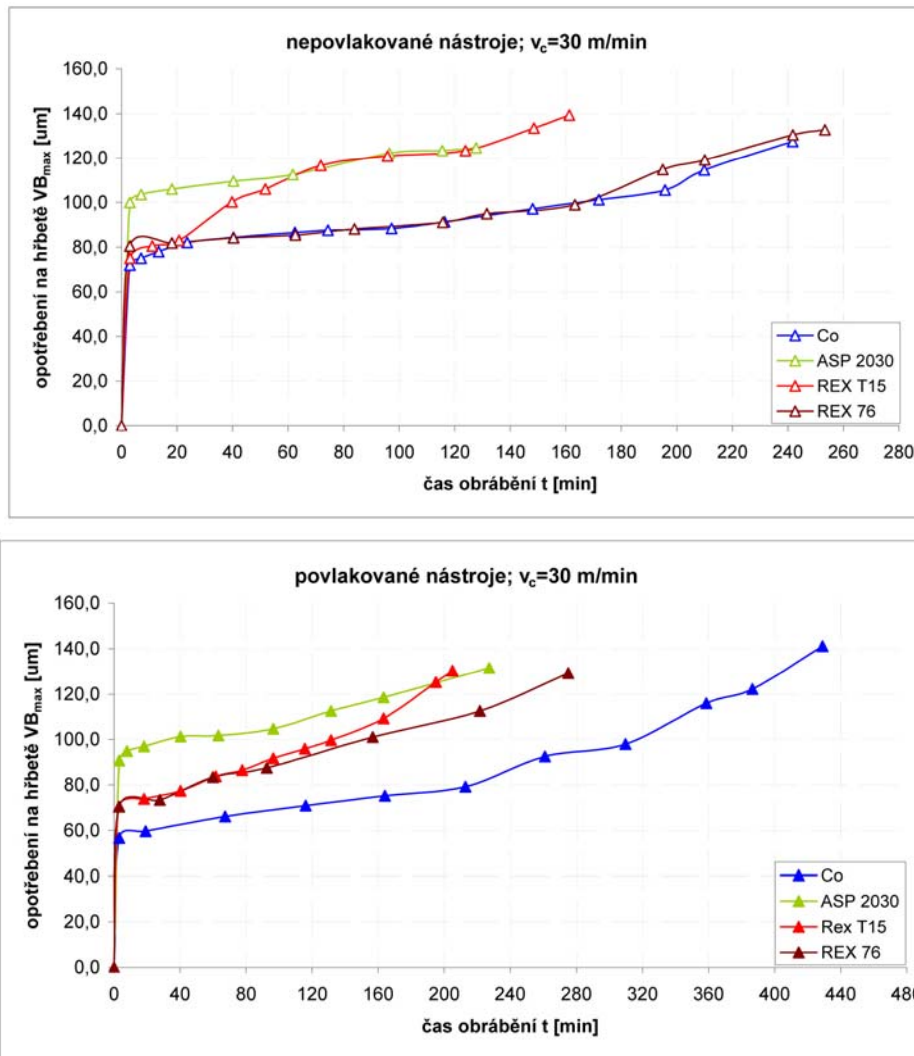 nepovlakované nástroje; vc=30 m/min
opotřebení na hřbetě VBmax [um]
160,0
140,0
120,0
100,0
80,0
60,0
40,0
20,0
0,0
0 20 40 60 80 100 120 140 160 180 200 220 240 260 280
čas obrábění t [min]
Co
ASP 2030
REX T15
REX 76
povlakované nástroje; vc=30 m/min
opotřebení na hřbetě VBmax [um]
160,0
140,0
120,0
100,0
80,0
60,0
40,0
20,0
0,0
0 40 80 120 160 200 240 280 320 360 400 440 48
čas obrábění t [min]
Co
ASP 2030
Rex T15
REX 76